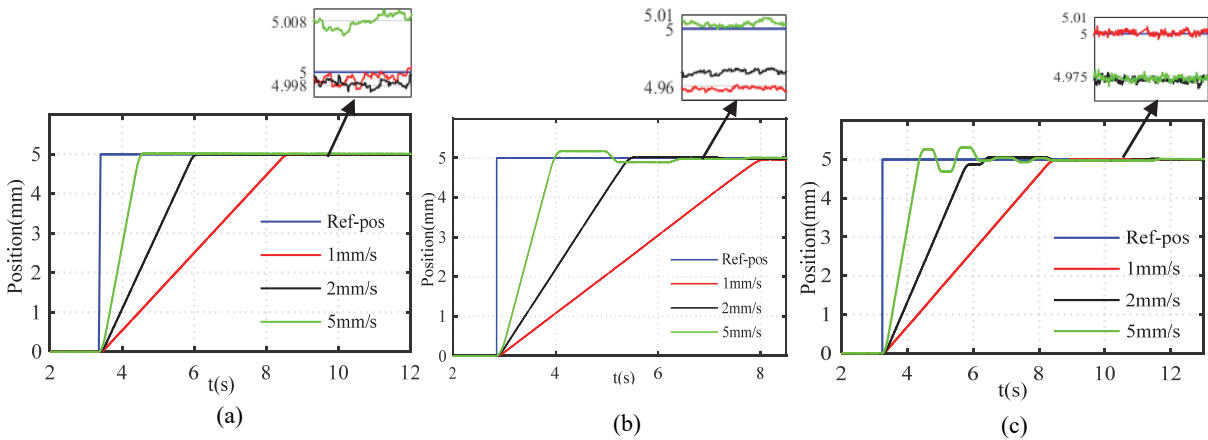 5.008
5
4.998
5.01
5
4.96
5.01
5
4.975
Position(mm)
6
5
4
3
2
1
0
Ref-pos
1mm/s
2mm/s
5mm/s
2 4 6 8 10 12
t(s)
(a)
Position(mm)
6
5
4
3
2
1
0
Ref-pos
1mm/s
2mm/s
5mm/s
2 4 6 8
t(s)
(b)
Position(mm)
6
5
4
3
2
1
0
Ref-pos
1mm/s
2mm/s
5mm/s
2 4 6 8 10 12
t(s)
(c)